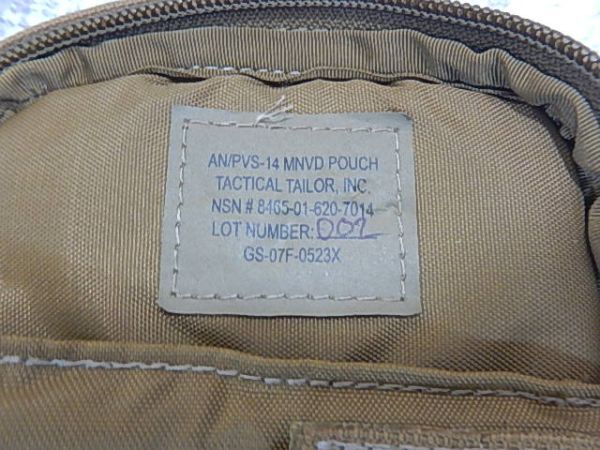 AN/PVS-14 MNVD POUCH
TACTICAL TAILOR, INC.
NSN # 8465-01-620-7014
LOT NUMBER: 002
GS-07F-0523X